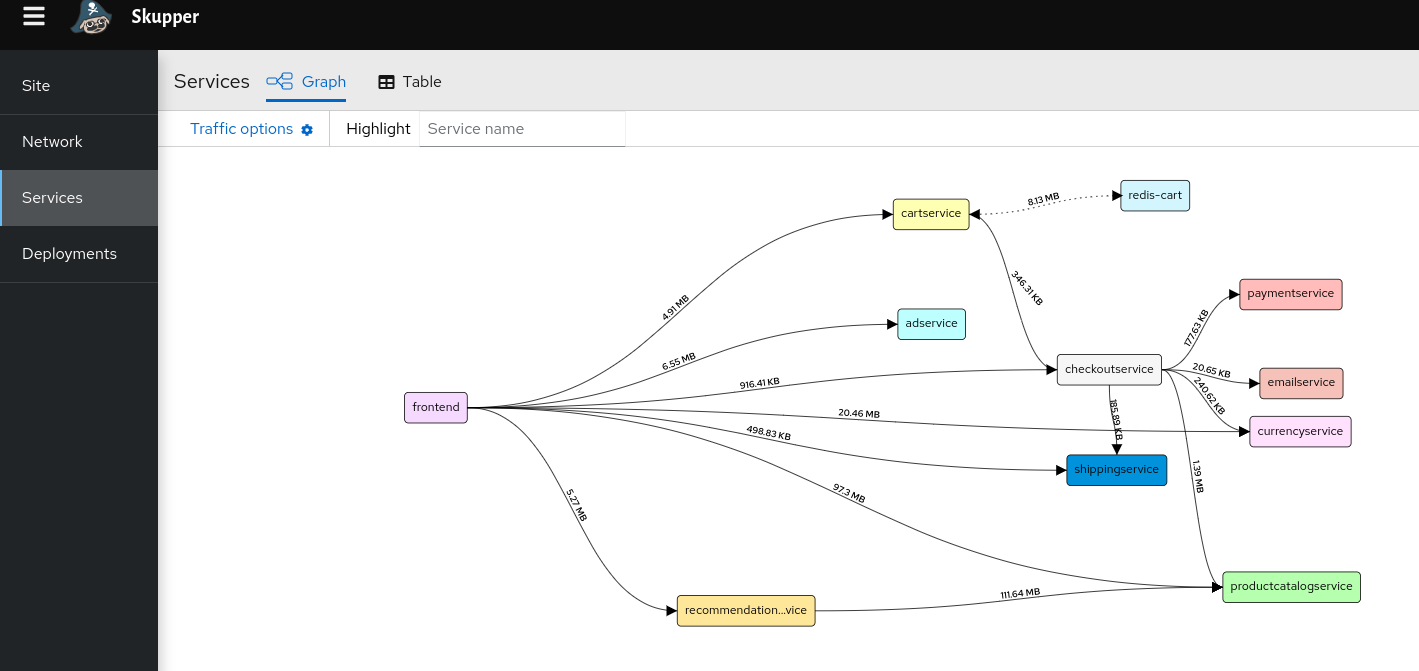 Skupper
Site
Network
Services
Deployments
Services Graph Table
Traffic options Highlight Service name
redis-cart
8.13 MB
cartservice
346.31 KB
paymentservice
4.91 MB
adservice
177.63 KB
6.55 MB
checkoutservice
20.65 KB
emailservice
916.41 KB
240.62 KB
frontend
20.46 MB
185.89 KB
currencyservice
498.83 KB
shippingservice
1.39 MB
97.3 MB
5.27 MB
productcatalogservice
111.64 MB
recommendation...vice